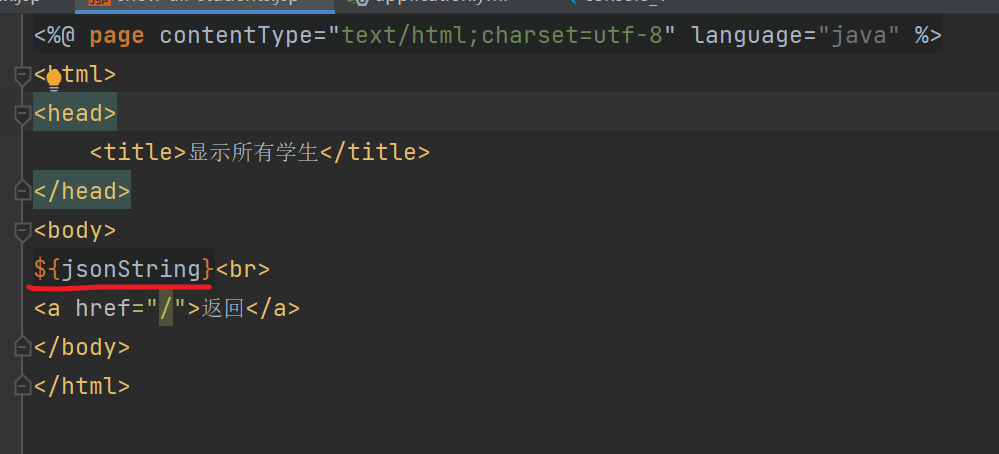 <%@ page contentType="text/html;charset=utf-8" language="java" %>
<html>
<head>
<title>显示所有学生</title>
</head>
<body>
${jsonString}<br>
<a href="/">返回</a>
</body>
</html>